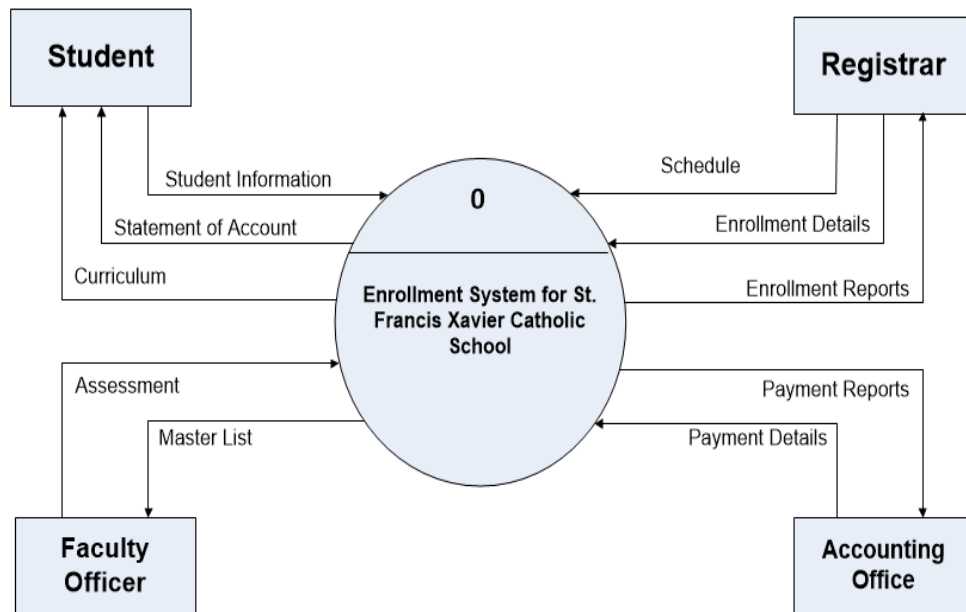 Student
Registrar
Student Information
Schedule
0
Statement of Account
Enrollment Details
Curriculum
Enrollment Reports
Enrollment System for St.
Francis Xavier Catholic
School
Assessment
Payment Reports
Master List
Payment Details
Faculty
Officer
Accounting
Office